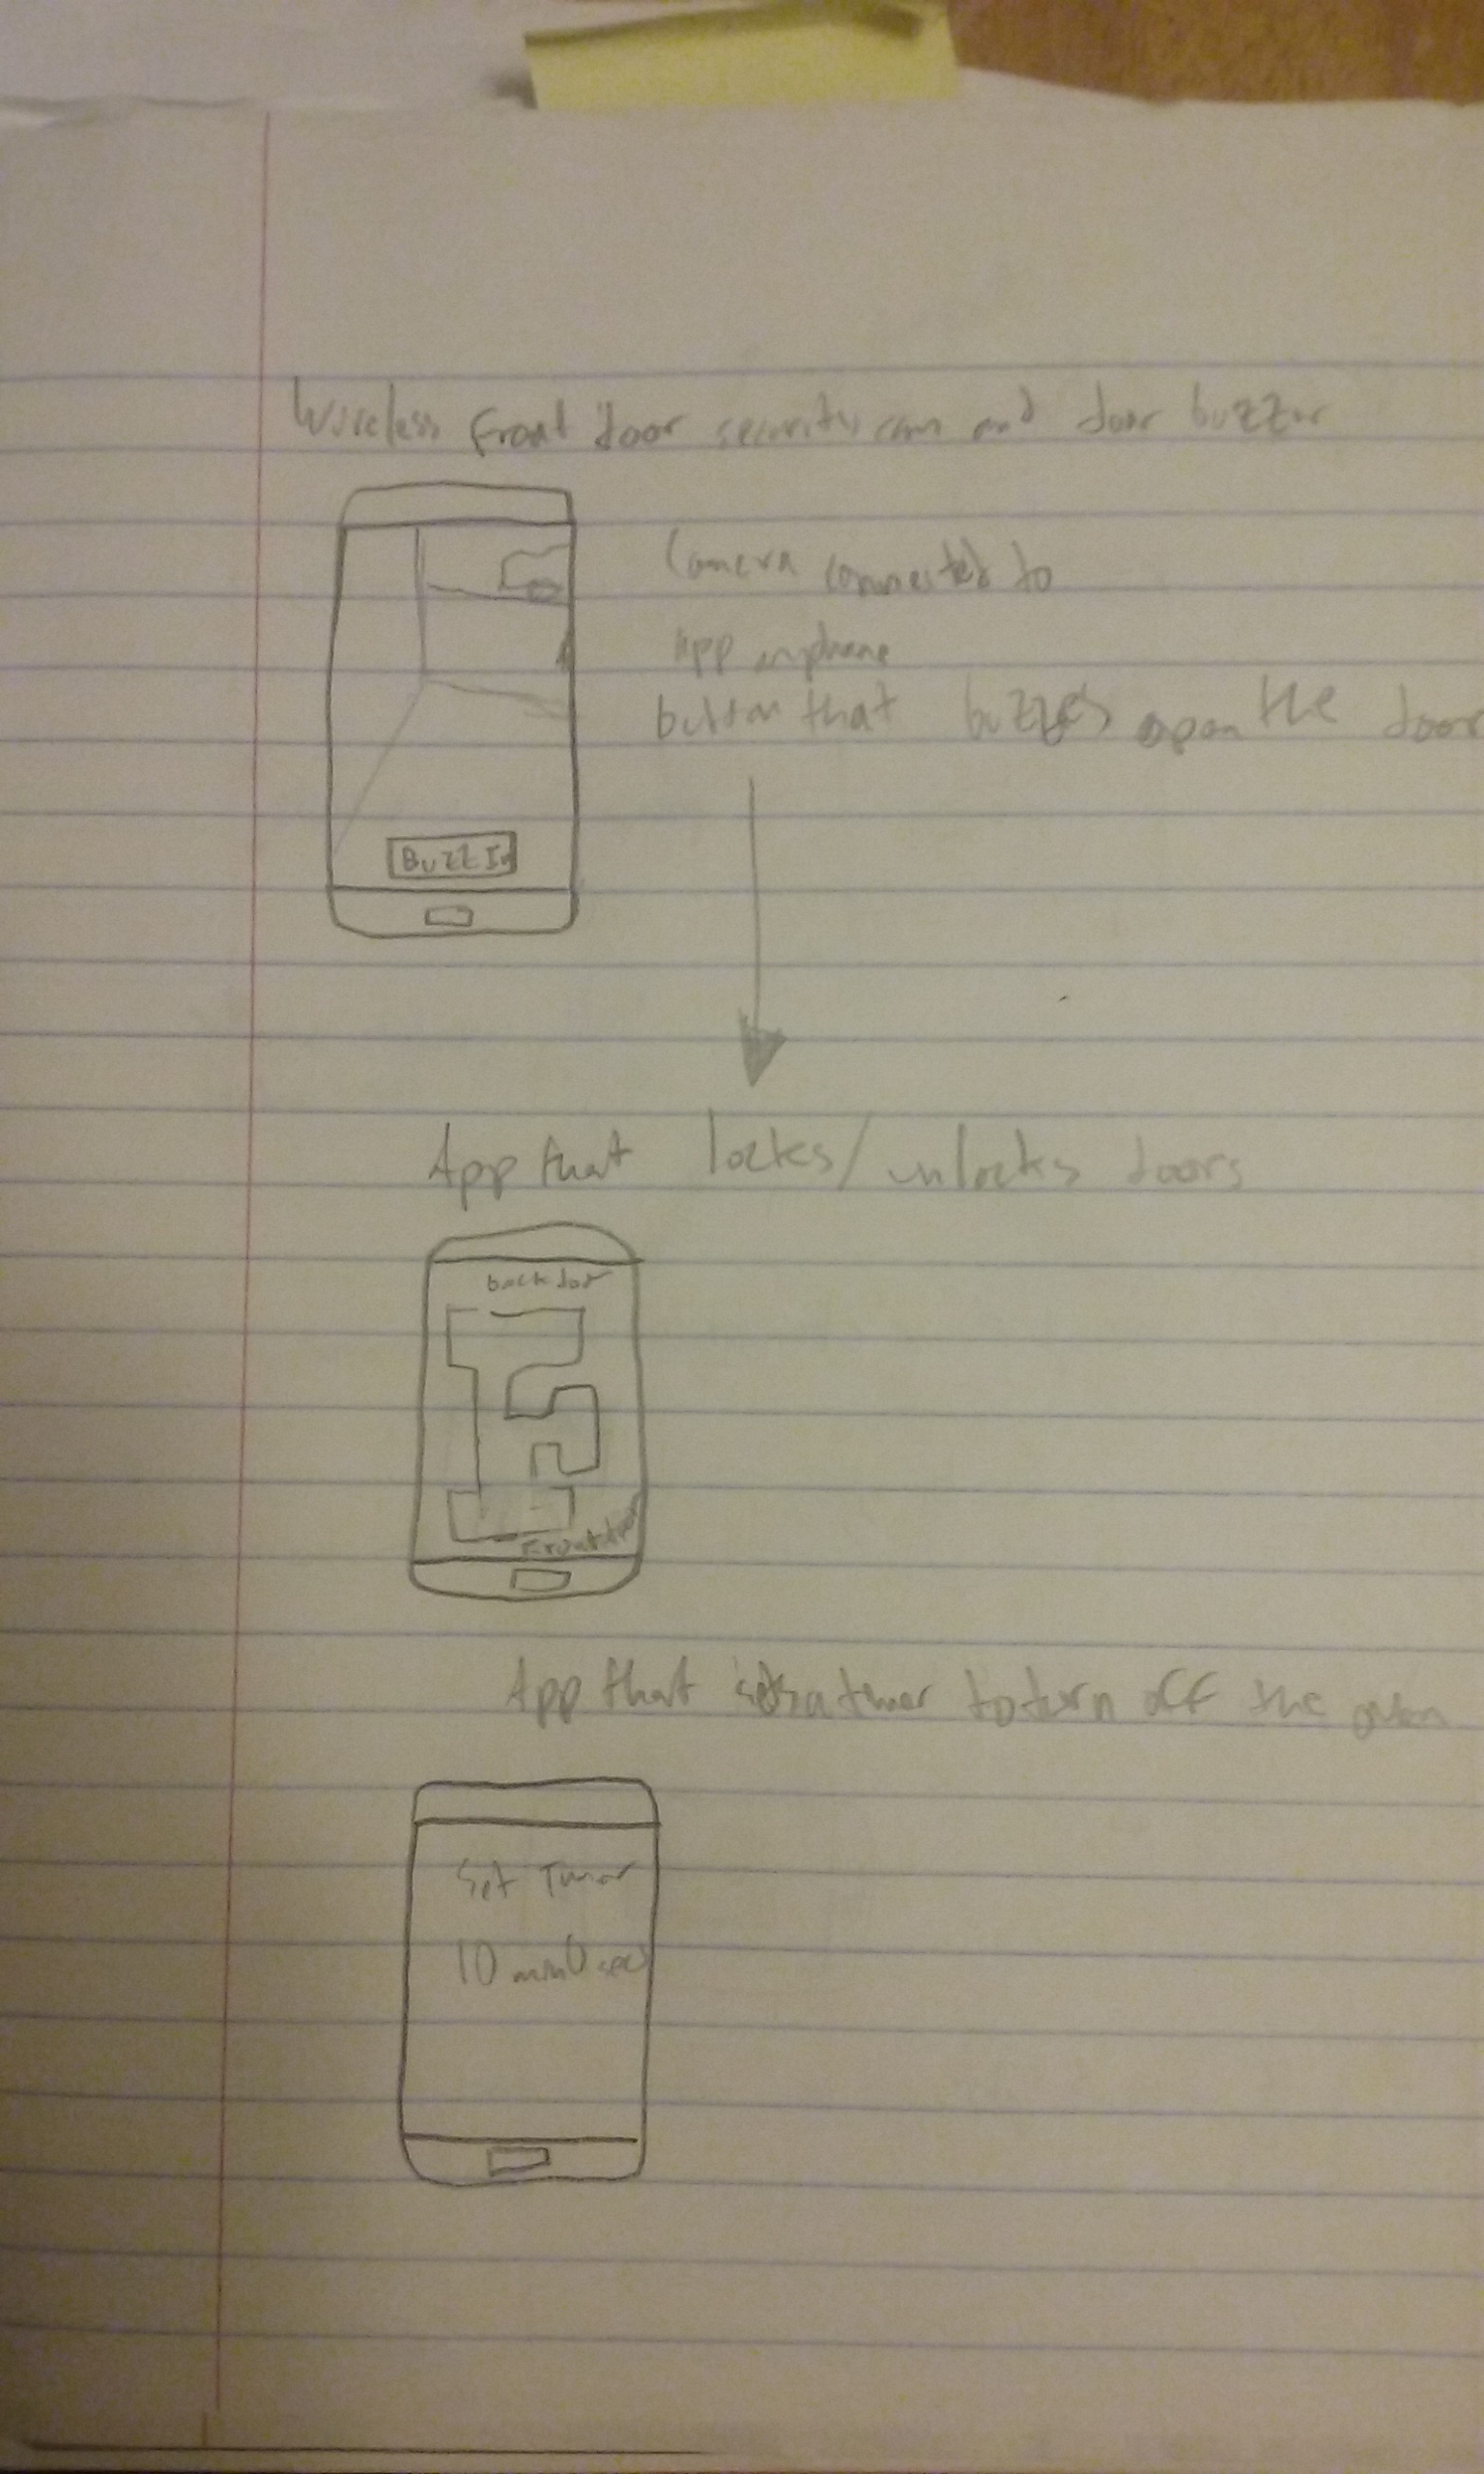 Wireless front door security cam and door buzzer
Camera connected to
App on phone
button that buzzes open the door
Buzz In
App that locks/unlocks doors
back door
Front door
App that sets a timer to turn off the oven
Set Timer
10 min 0 sec